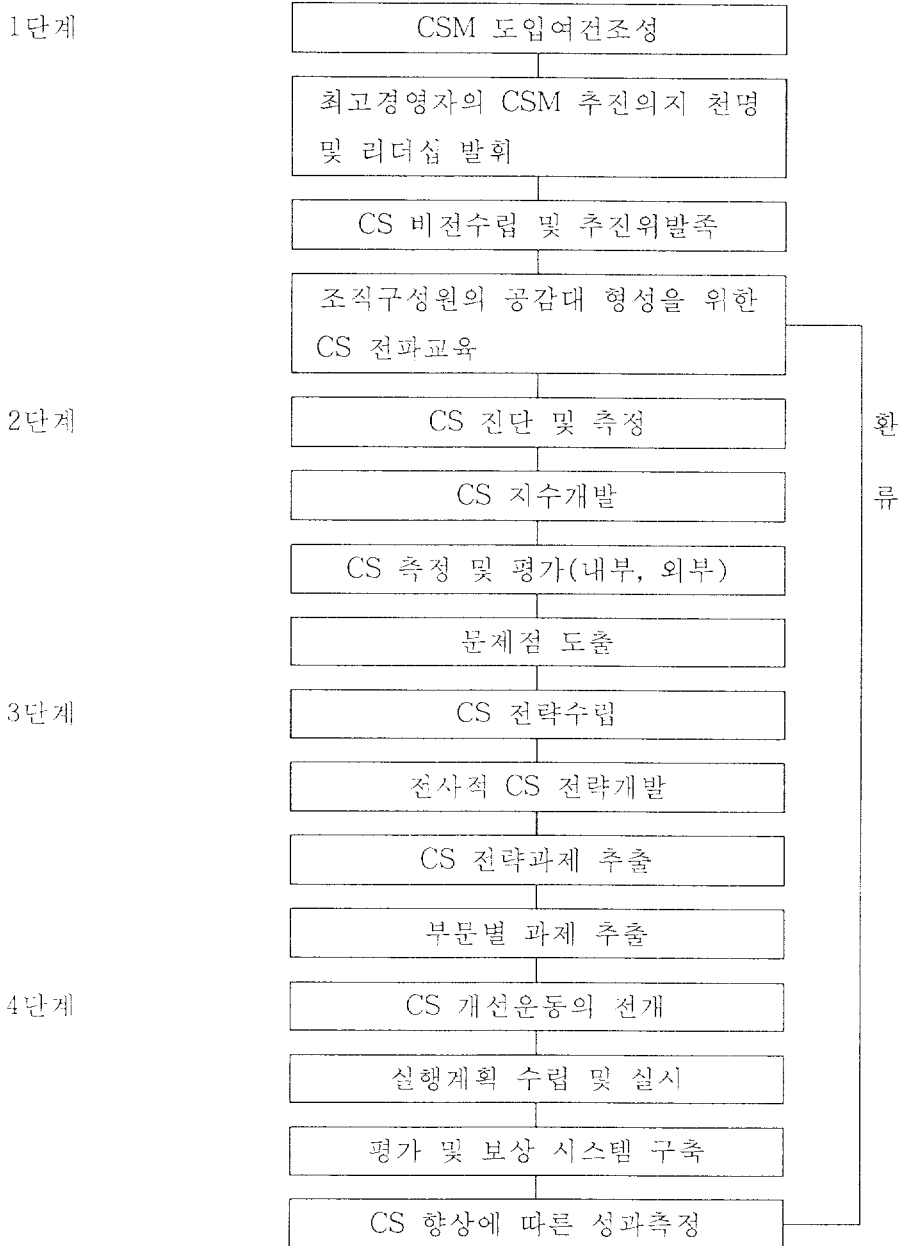 1단계
CSM 도입여건조성
최고경영자의 CSM 추진의지 천명
및 리더십 발휘
CS 비전수립 및 추진위발족
조직구성원의 공감대 형성을 위한
CS 전파교육
2단계
CS 진단 및 측정
환
CS 지수개발
류
CS 측정 및 평가(내부, 외부)
문제점 도출
3단계
CS 전략수립
전사적 CS 전략개발
CS 전략과제 추출
부문별 과제 추출
4단계
CS 개선운동의 전개
실행계획 수립 및 실시
평가 및 보상 시스템 구축
CS 향상에 따른 성과측정